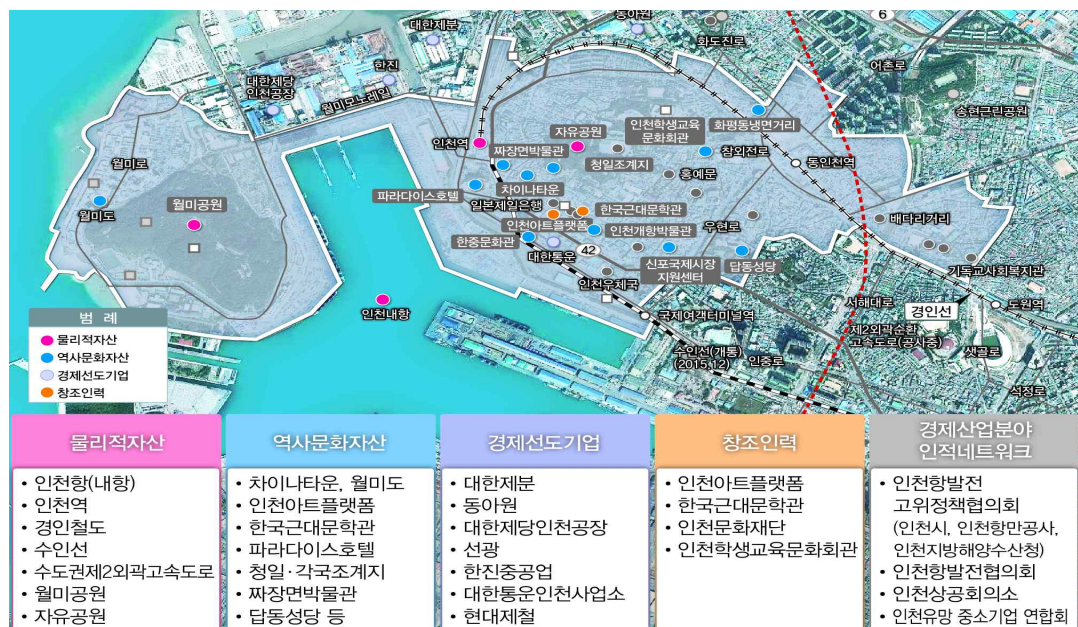 대한제분
동아원
화도진로
6
어촌로
한진
대한제당
인천공장
월미모노레일
송현근린공원
인천역
자유공원
인천학생교육
문화회관
화평동냉면거리
짜장면박물관
청일조계지
참외전로
동인천역
월미로
월미도
월미공원
파라다이스호텔
차이나타운
홍예문
일본제일은행
한국근대문학관
인천아트플랫폼
인천개항박물관
우현로
배다리거리
한중문화관
대한통운
42
신포국제시장
지원센터
답동성당
기독교사회복지관
인천우체국
인천내항
국제여객터미널역
서해대로
경인선
도원역
제2외곽순환
고속도로(공사중)
샛골로
수인선(개통)
(2015.12)
인중로
석정로
범 례
물리적자산
역사문화자산
경제선도기업
창조인력
물리적자산
• 인천항(내항)
• 인천역
• 경인철도
• 수인선
• 수도권제2외곽고속도로
• 월미공원
• 자유공원
역사문화자산
• 차이나타운, 월미도
• 인천아트플랫폼
• 한국근대문학관
• 파라다이스호텔
• 청일·각국조계지
• 짜장면박물관
• 답동성당 등
경제선도기업
• 대한제분
• 동아원
• 대한제당인천공장
• 선광
• 한진중공업
• 대한통운인천사업소
• 현대제철
창조인력
• 인천아트플랫폼
• 한국근대문학관
• 인천문화재단
• 인천학생교육문화회관
경제산업분야
인적네트워크
• 인천항발전
고위정책협의회
(인천시, 인천항만공사,
인천지방해양수산청)
• 인천항발전협의회
• 인천상공회의소
• 인천유망 중소기업 연합회